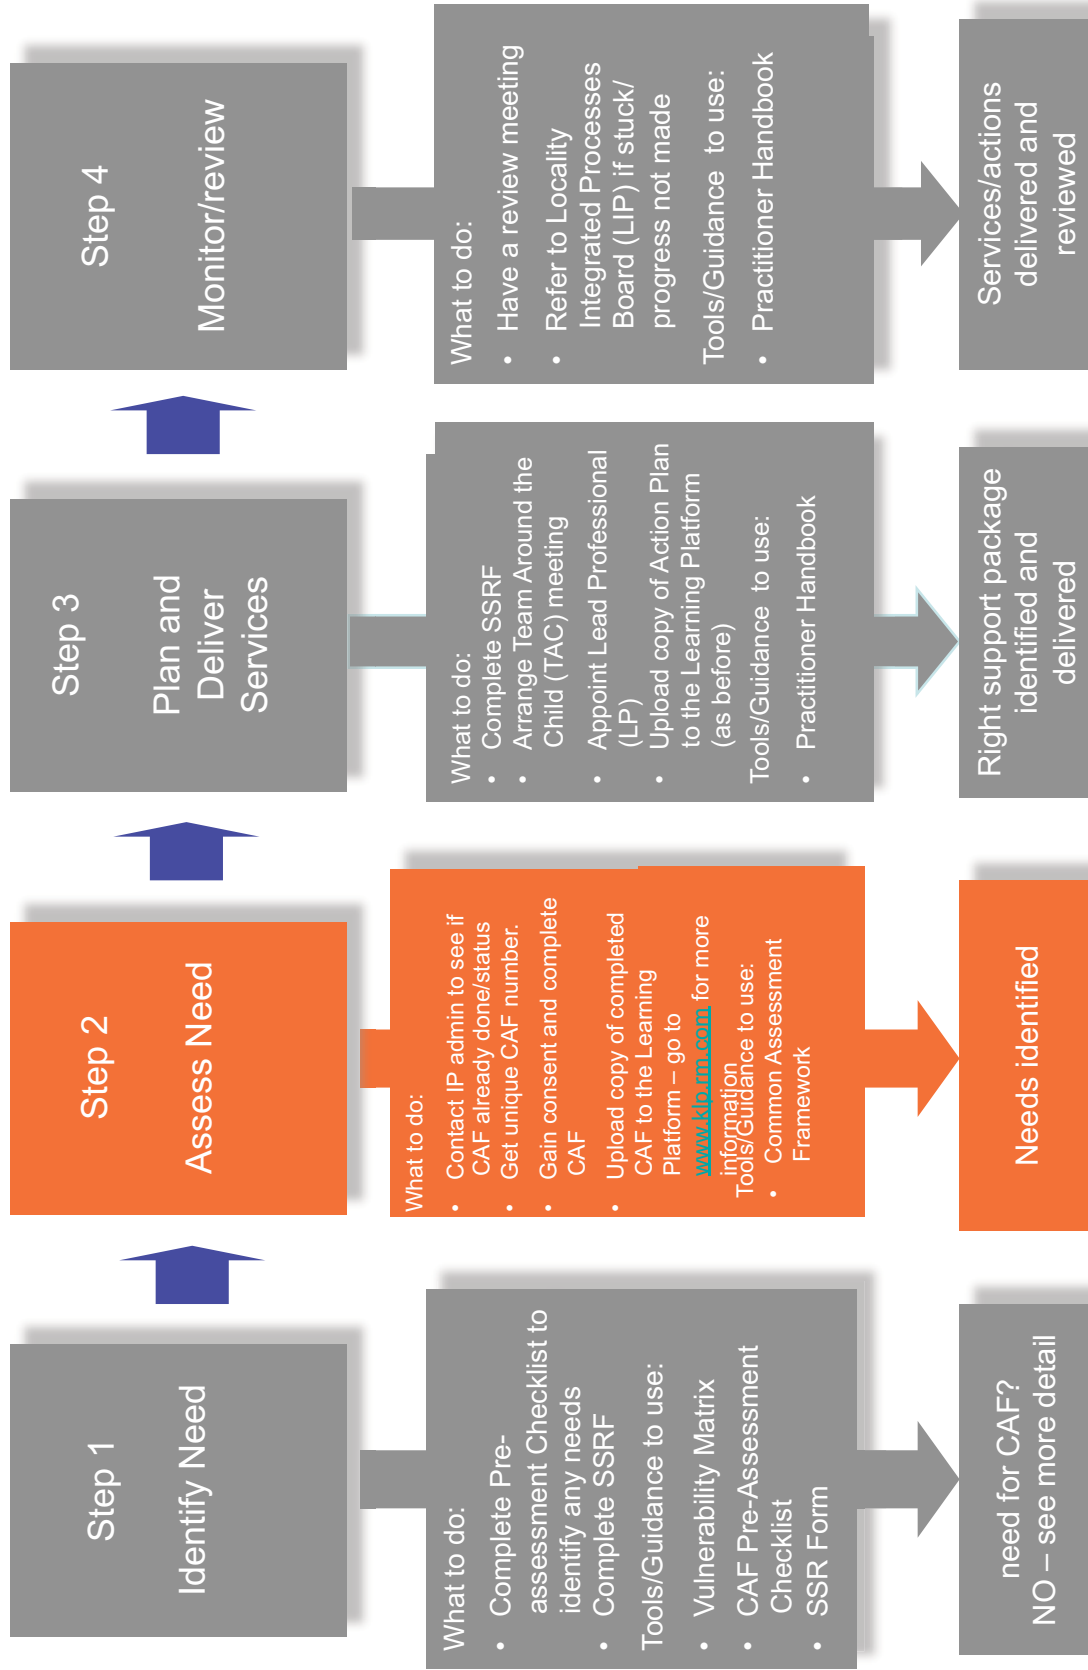 Step 1
Identify Need
What to do:
• Complete Pre-
assessment Checklist to
identify any needs
• Complete SSRF
Tools/Guidance to use:
• Vulnerability Matrix
• CAF Pre-Assessment
Checklist
• SSR Form
need for CAF?
NO – see more detail
Step 2
Assess Need
What to do:
• Contact IP admin to see if
CAF already done/status
• Get unique CAF number.
• Gain consent and complete
CAF
• Upload copy of completed
CAF to the Learning
Platform – go to
www.klp.rm.com for more
information
Tools/Guidance to use:
• Common Assessment
Framework
Needs identified
Step 3
Plan and
Deliver
Services
What to do:
• Complete SSRF
• Arrange Team Around the
Child (TAC) meeting
• Appoint Lead Professional
(LP)
• Upload copy of Action Plan
to the Learning Platform
(as before)
Tools/Guidance to use:
• Practitioner Handbook
Right support package
identified and
delivered
Step 4
Monitor/review
What to do:
• Have a review meeting
• Refer to Locality
Integrated Processes
Board (LIP) if stuck/
progress not made
Tools/Guidance to use:
• Practitioner Handbook
Services/actions
delivered and
reviewed